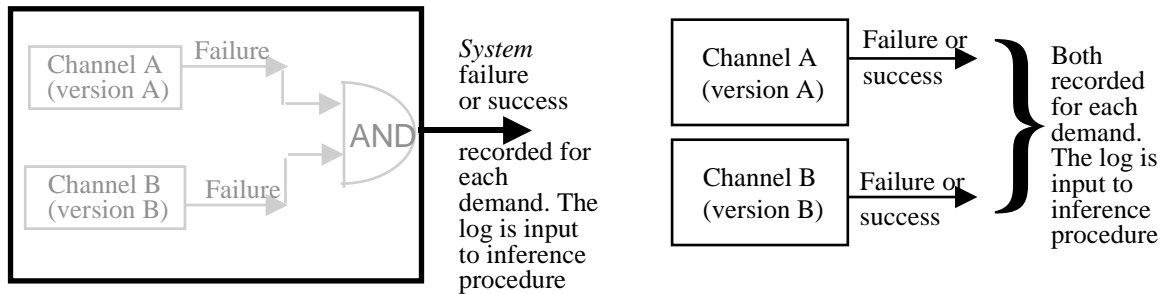 Channel A
(version A)
Failure
Channel B
(version B)
Failure
AND
System
failure
or success
recorded for
each
demand. The
log is input
to inference
procedure
Channel A
(version A)
Failure or
success
Channel B
(version B)
Failure or
success
Both
recorded
for each
demand.
The log is
input to
inference
procedure